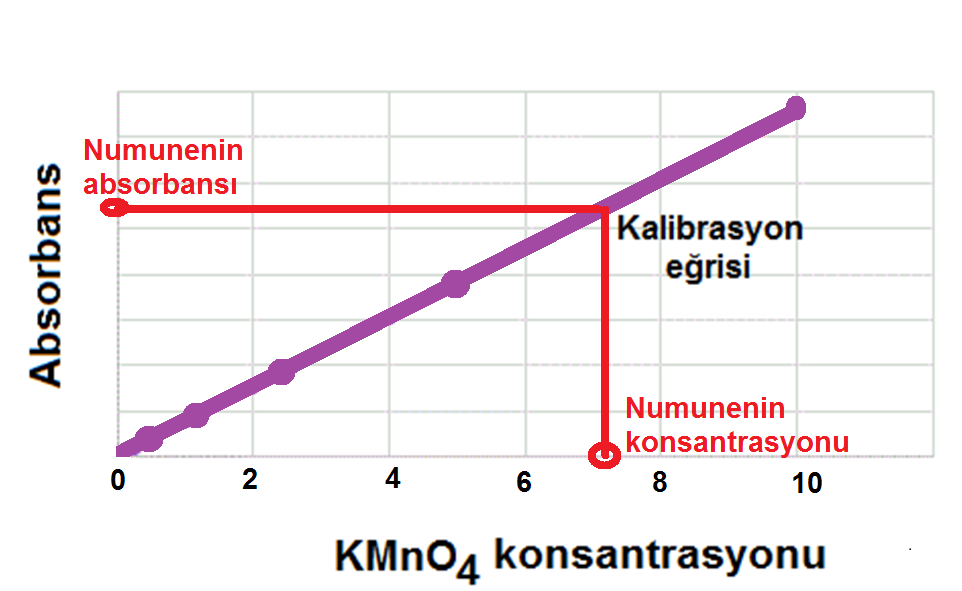 Numunenin
absorbansı
Absorbans
Kalibrasyon
eğrisi
Numunenin
konsantrasyonu
0 2 4 6 8 10
KMnO4 konsantrasyonu